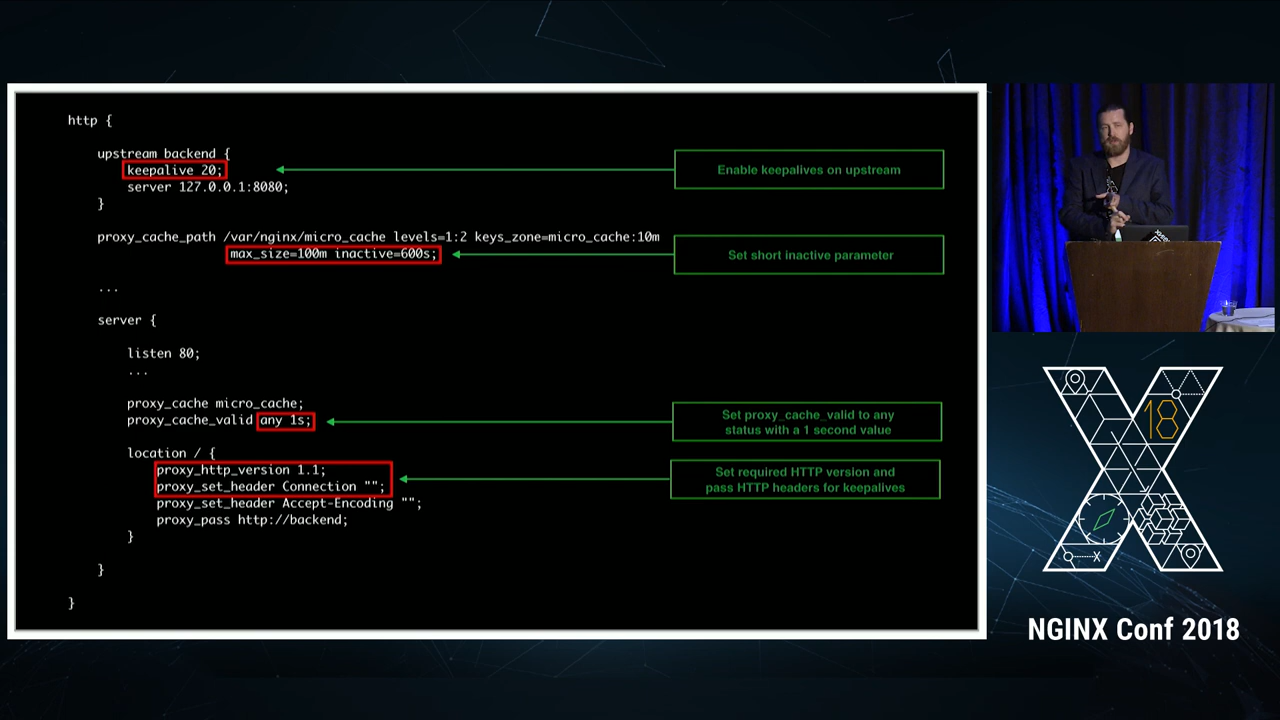 http {
upstream backend {
keepalive 20;
server 127.0.0.1:8080;
}
Enable keepalives on upstream
proxy_cache_path /var/nginx/micro_cache levels=1:2 keys_zone=micro_cache:10m
max_size=100m inactive=600s;
Set short inactive parameter
...
server {
listen 80;
...
proxy_cache micro_cache;
proxy_cache_valid any 1s;
Set proxy_cache_valid to any
status with a 1 second value
location / {
proxy_http_version 1.1;
proxy_set_header Connection "";
Set required HTTP version and
pass HTTP headers for keepalives
proxy_set_header Accept-Encoding "";
proxy_pass http://backend;
}
}
}
18
X
NGINX Conf 2018